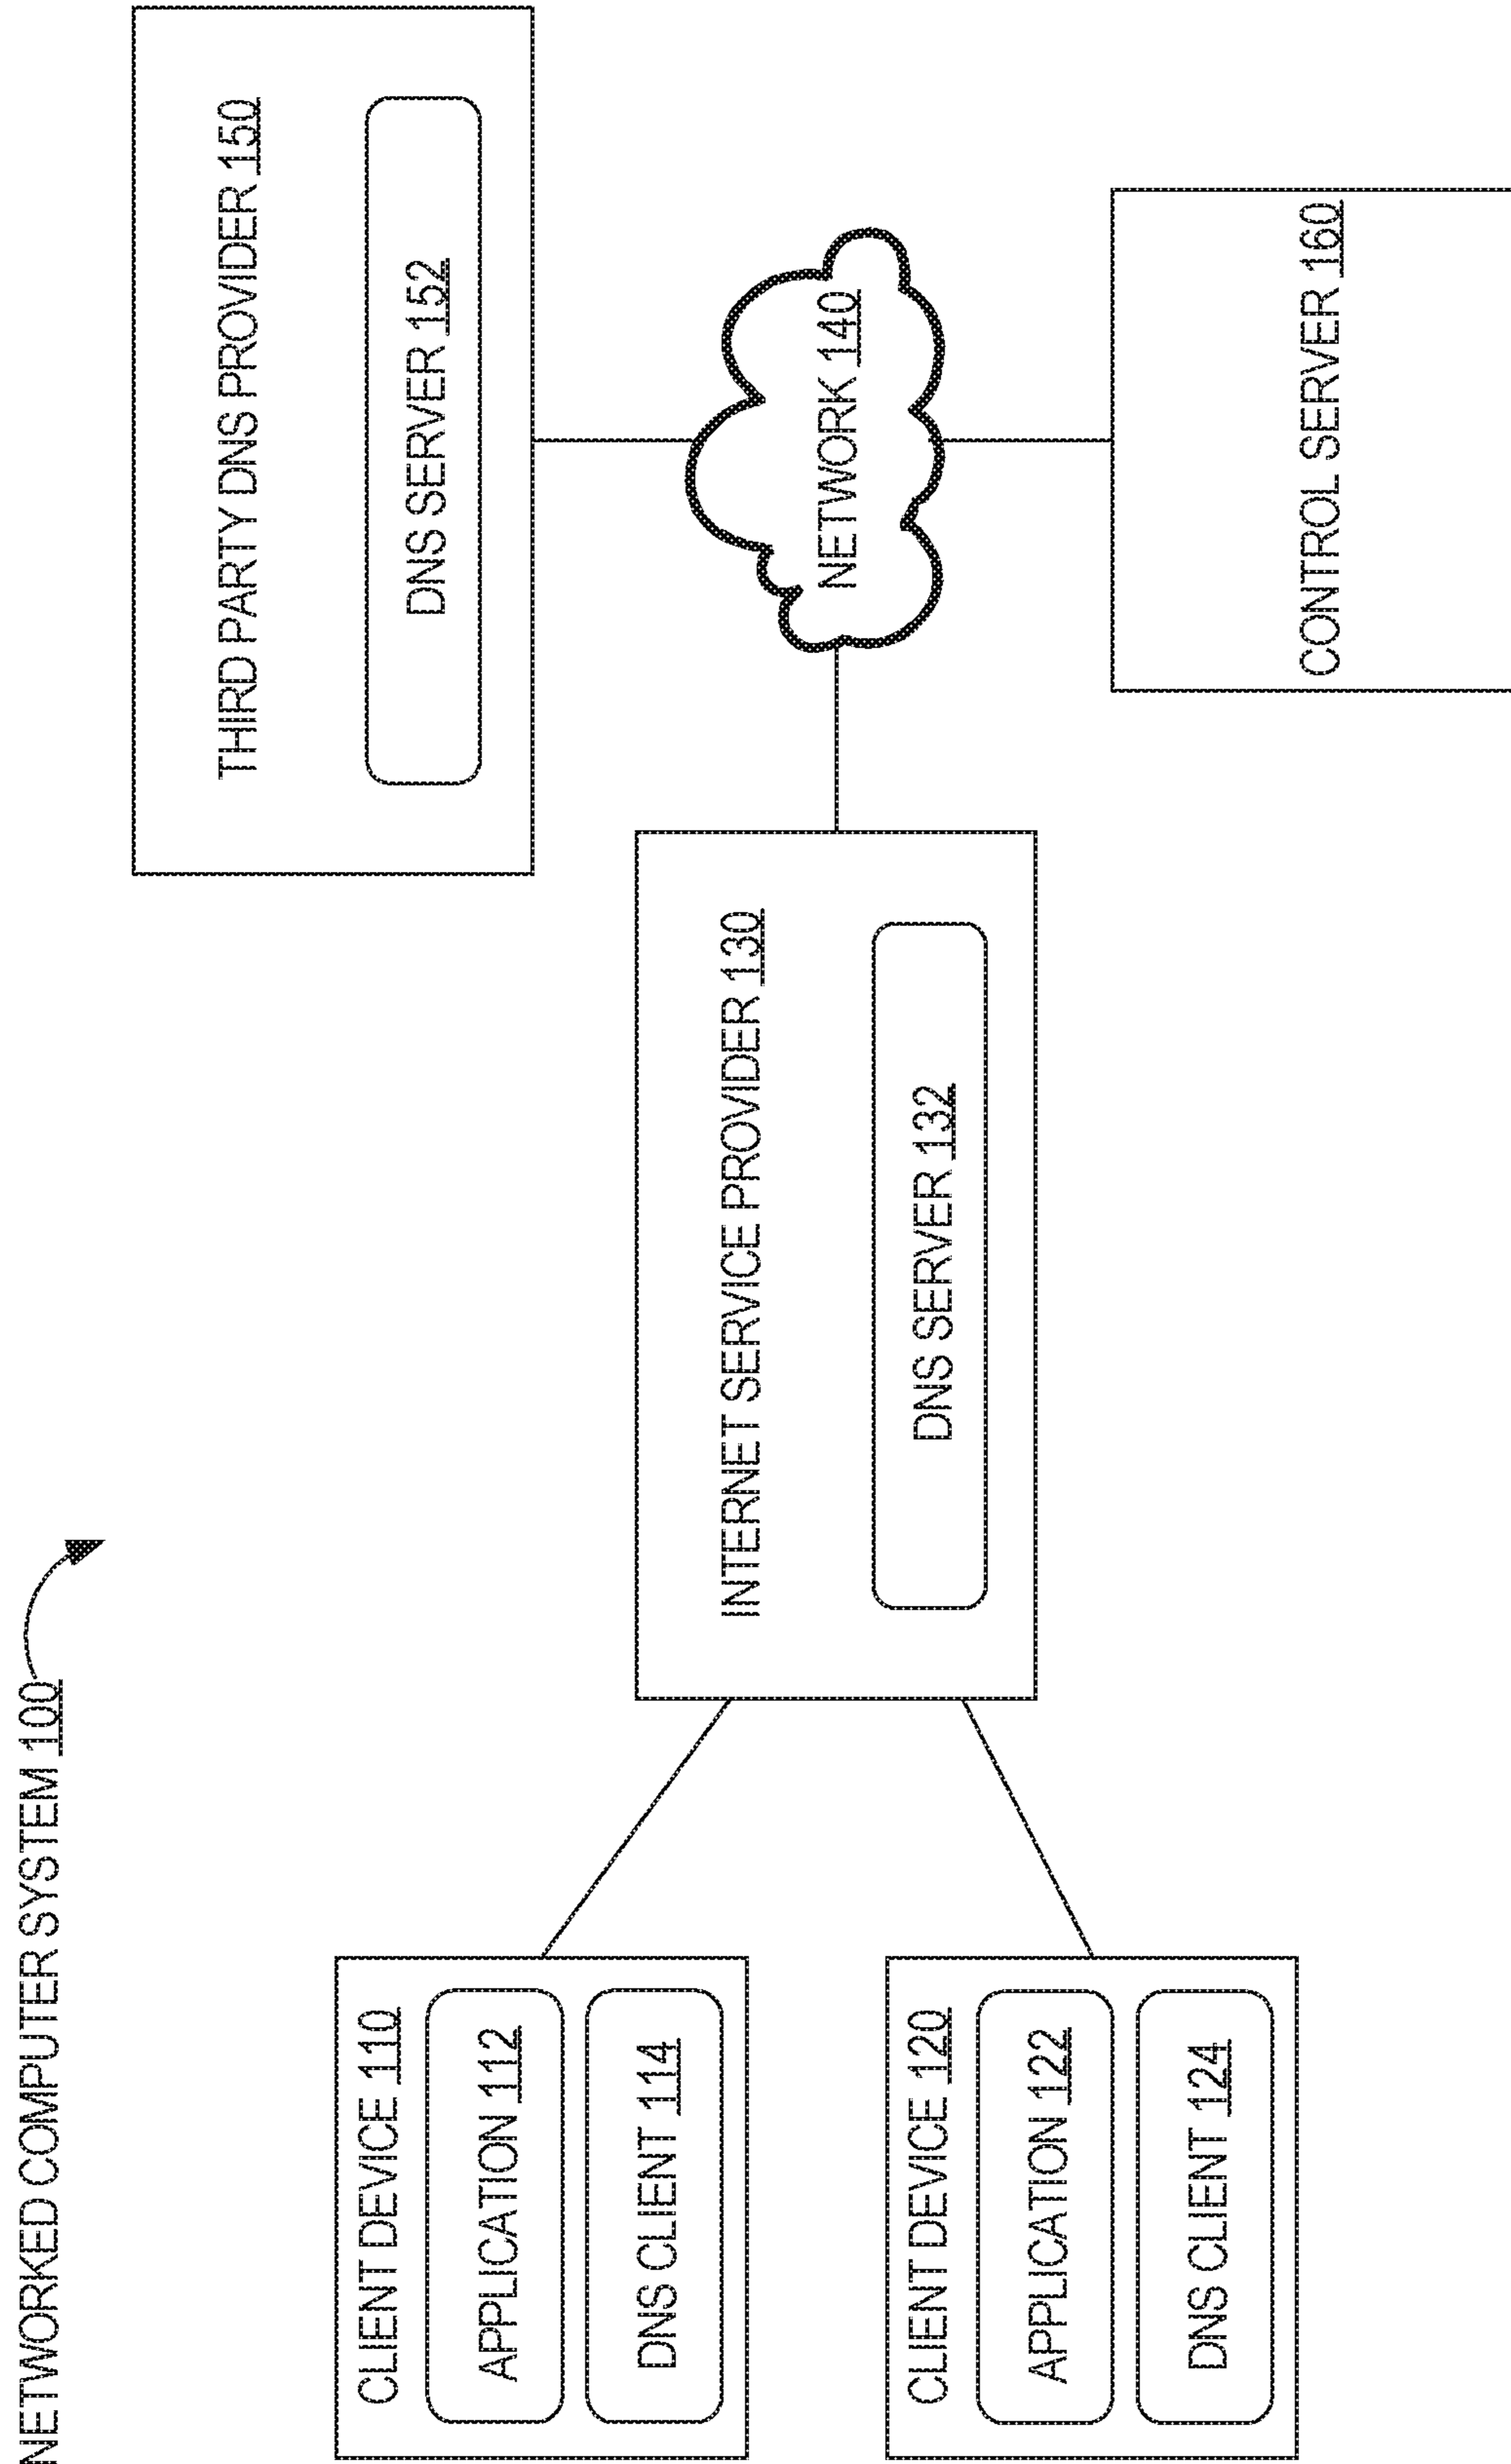 NETWORKED COMPUTER SYSTEM 100
CLIENT DEVICE 110
APPLICATION 112
DNS CLIENT 114
CLIENT DEVICE 120
APPLICATION 122
DNS CLIENT 124
INTERNET SERVICE PROVIDER 130
DNS SERVER 132
THIRD PARTY DNS PROVIDER 150
DNS SERVER 152
NETWORK 140
CONTROL SERVER 160